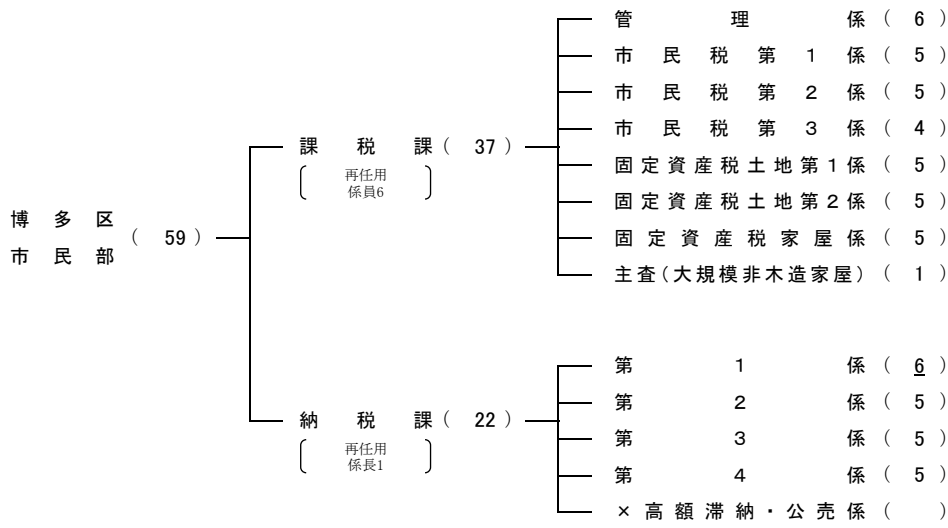 博多区
市民部 ( 59 )
課税課 ( 37 )
再任用
係員6
管理係 ( 6 )
市民税第1係 ( 5 )
市民税第2係 ( 5 )
市民税第3係 ( 4 )
固定資産税土地第1係 ( 5 )
固定資産税土地第2係 ( 5 )
固定資産税家屋係 ( 5 )
主査(大規模非木造家屋) ( 1 )
納税課 ( 22 )
再任用
係長1
第1係 ( 6 )
第2係 ( 5 )
第3係 ( 5 )
第4係 ( 5 )
×高額滞納・公売係 ( )